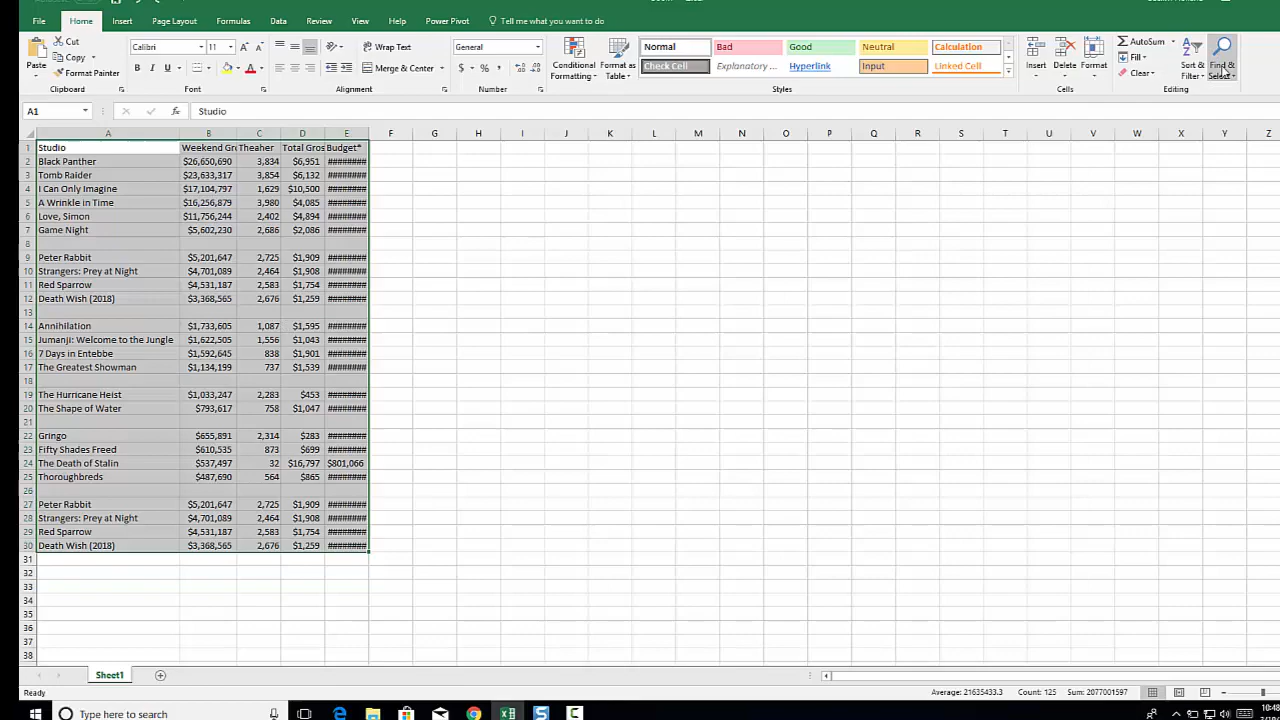 File Home Insert Page Layout Formulas Data Review View Help Power Pivot Tell me what you want to do
Paste
Cut
Copy
Format Painter
Clipboard
Calibri 11
B I U
Font
Wrap Text
Merge & Center
Alignment
General
$ % ,
Number
Conditional Formatting
Format as Table
Normal Bad Good Neutral Calculation
Check Cell Explanatory ... Hyperlink Input Linked Cell
Styles
Insert Delete Format
Cells
AutoSum
Fill
Clear
Sort & Filter
Find & Select
Editing
A1 fx Studio
A B C D E F G H I J K L M N O P Q R S T U V W X Y Z
1 Studio Weekend Gr Theaher Total Gros Budget*
2 Black Panther $26,650,690 3,834 $6,951 ########
3 Tomb Raider $23,633,317 3,854 $6,132 ########
4 I Can Only Imagine $17,104,797 1,629 $10,500 ########
5 A Wrinkle in Time $16,256,879 3,980 $4,085 ########
6 Love, Simon $11,756,244 2,402 $4,894 ########
7 Game Night $5,602,230 2,686 $2,086 ########
8
9 Peter Rabbit $5,201,647 2,725 $1,909 ########
10 Strangers: Prey at Night $4,701,089 2,464 $1,908 ########
11 Red Sparrow $4,531,187 2,583 $1,754 ########
12 Death Wish (2018) $3,368,565 2,676 $1,259 ########
13
14 Annihilation $1,733,605 1,087 $1,595 ########
15 Jumanji: Welcome to the Jungle $1,622,505 1,556 $1,043 ########
16 7 Days in Entebbe $1,592,645 838 $1,901 ########
17 The Greatest Showman $1,134,199 737 $1,539 ########
18
19 The Hurricane Heist $1,033,247 2,283 $453 ########
20 The Shape of Water $793,617 758 $1,047 ########
21
22 Gringo $655,891 2,314 $283 ########
23 Fifty Shades Freed $610,535 873 $699 ########
24 The Death of Stalin $537,497 32 $16,797 $801,066
25 Thoroughbreds $487,690 564 $865 ########
26
27 Peter Rabbit $5,201,647 2,725 $1,909 ########
28 Strangers: Prey at Night $4,701,089 2,464 $1,908 ########
29 Red Sparrow $4,531,187 2,583 $1,754 ########
30 Death Wish (2018) $3,368,565 2,676 $1,259 ########
31
32
33
34
35
36
37
38
Sheet1
Ready Average: 21635433.3 Count: 125 Sum: 2077001597
Type here to search
10:48